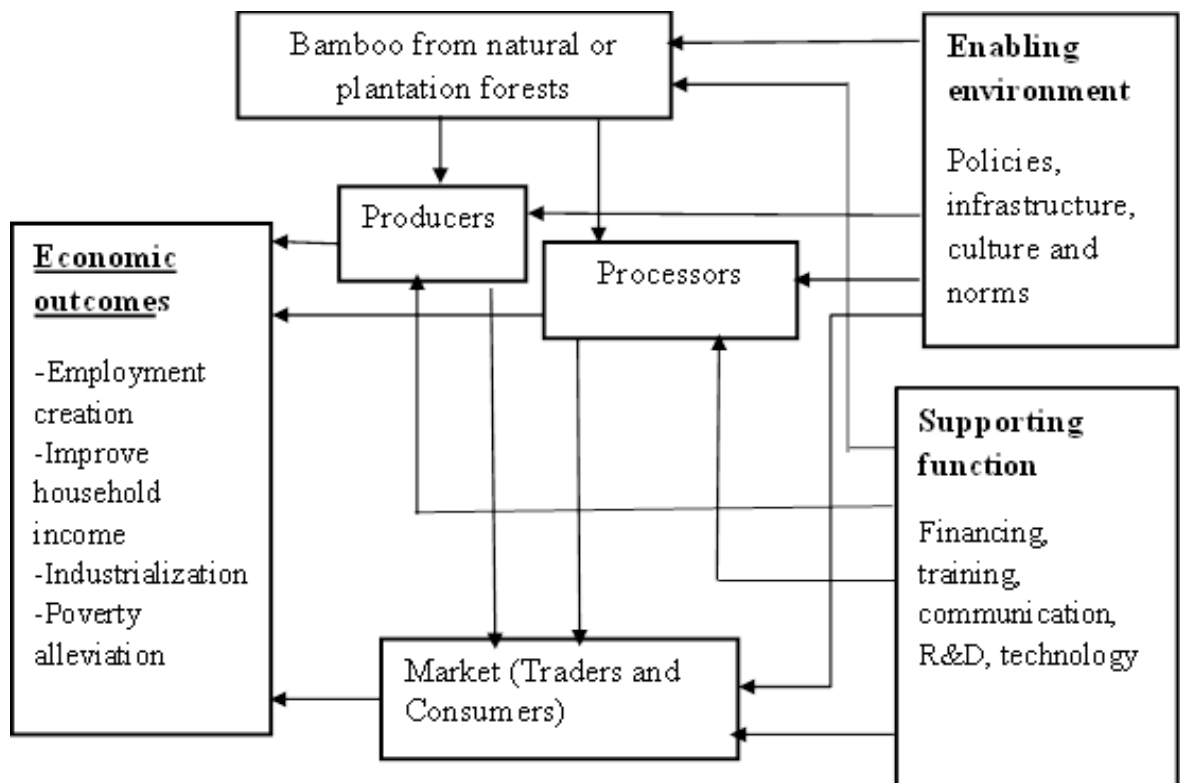 Bamboo from natural or
plantation forests
Enabling
environment
Policies,
infrastructure,
culture and
norms
Producers
Processors
Economic
outcomes
-Employment
creation
-Improve
household
income
-Industrialization
-Poverty
alleviation
Supporting
function
Financing,
training,
communication,
R&D, technology
Market (Traders and
Consumers)